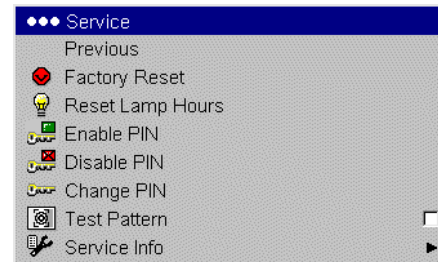 Service
Previous
Factory Reset
Reset Lamp Hours
Enable PIN
Disable PIN
Change PIN
Test Pattern
Service Info